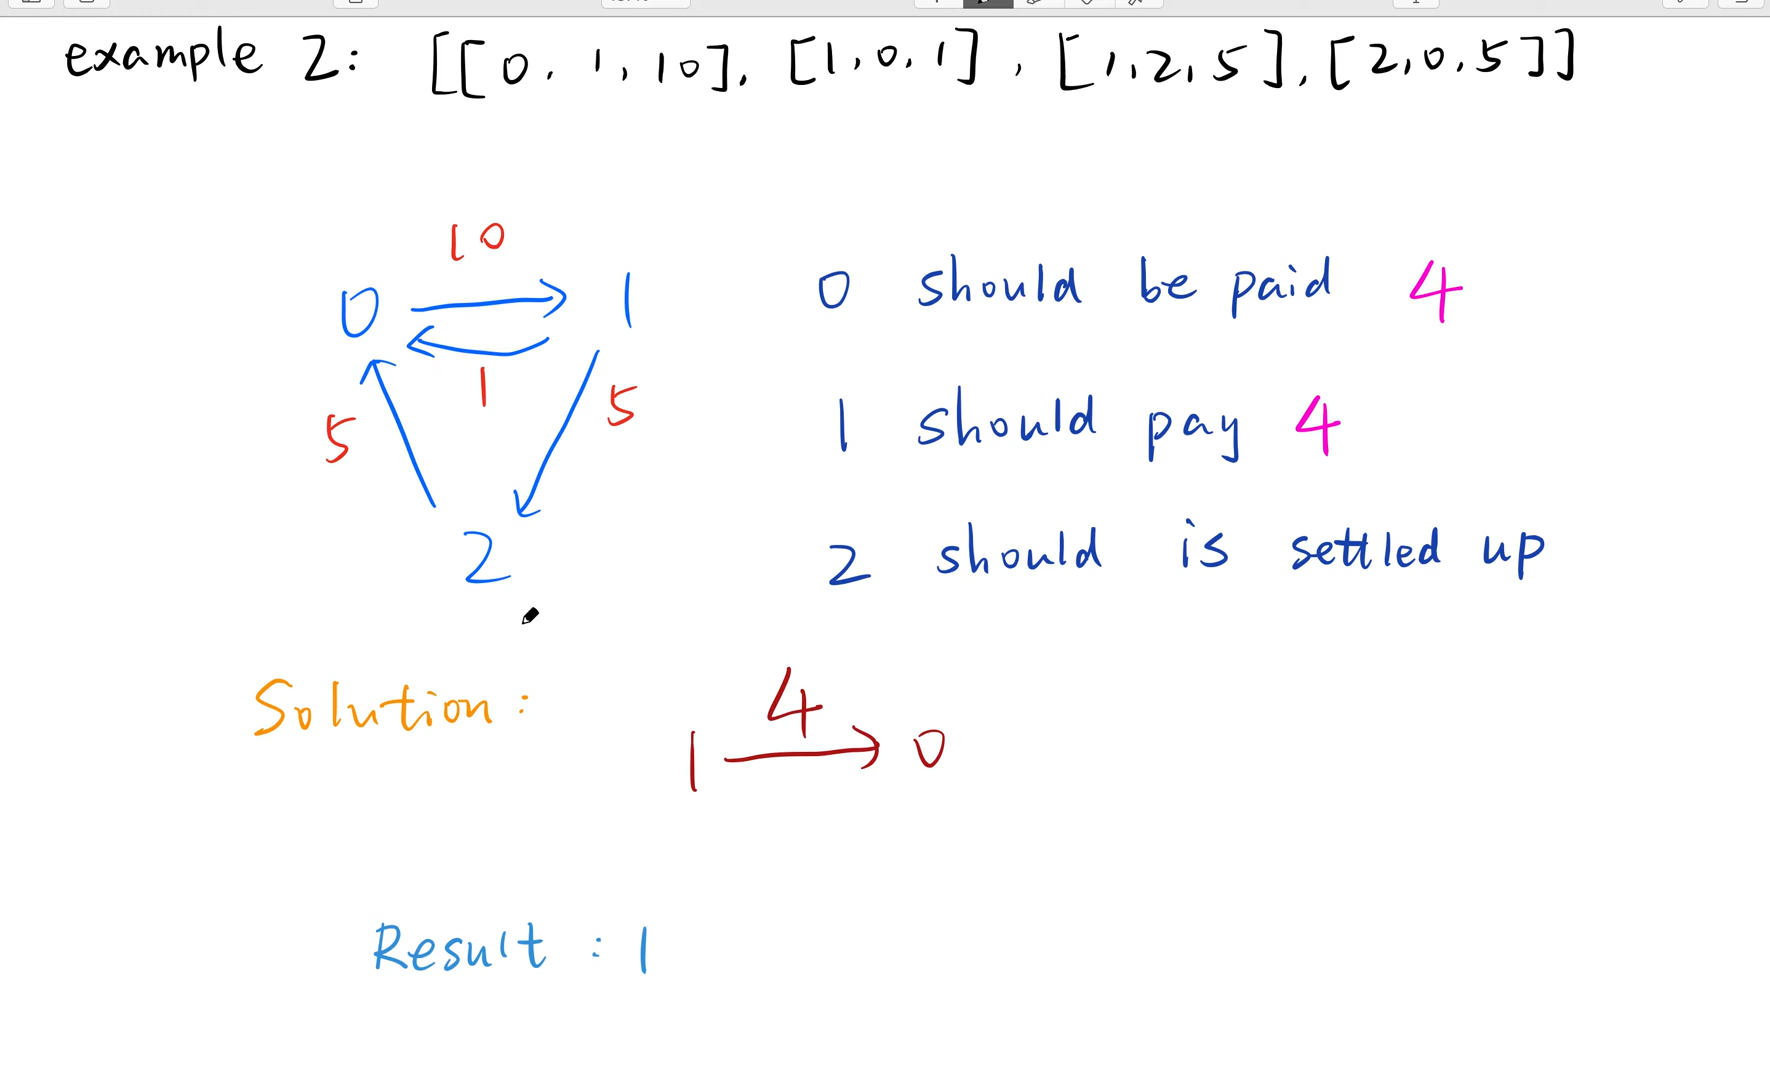 example 2: [[0, 1, 10], [1, 0, 1], [1, 2, 5], [2, 0, 5]]
10
0 1
1
5 5
2
0 should be paid 4
1 should pay 4
2 should is settled up
Solution:
4
1 0
Result: 1